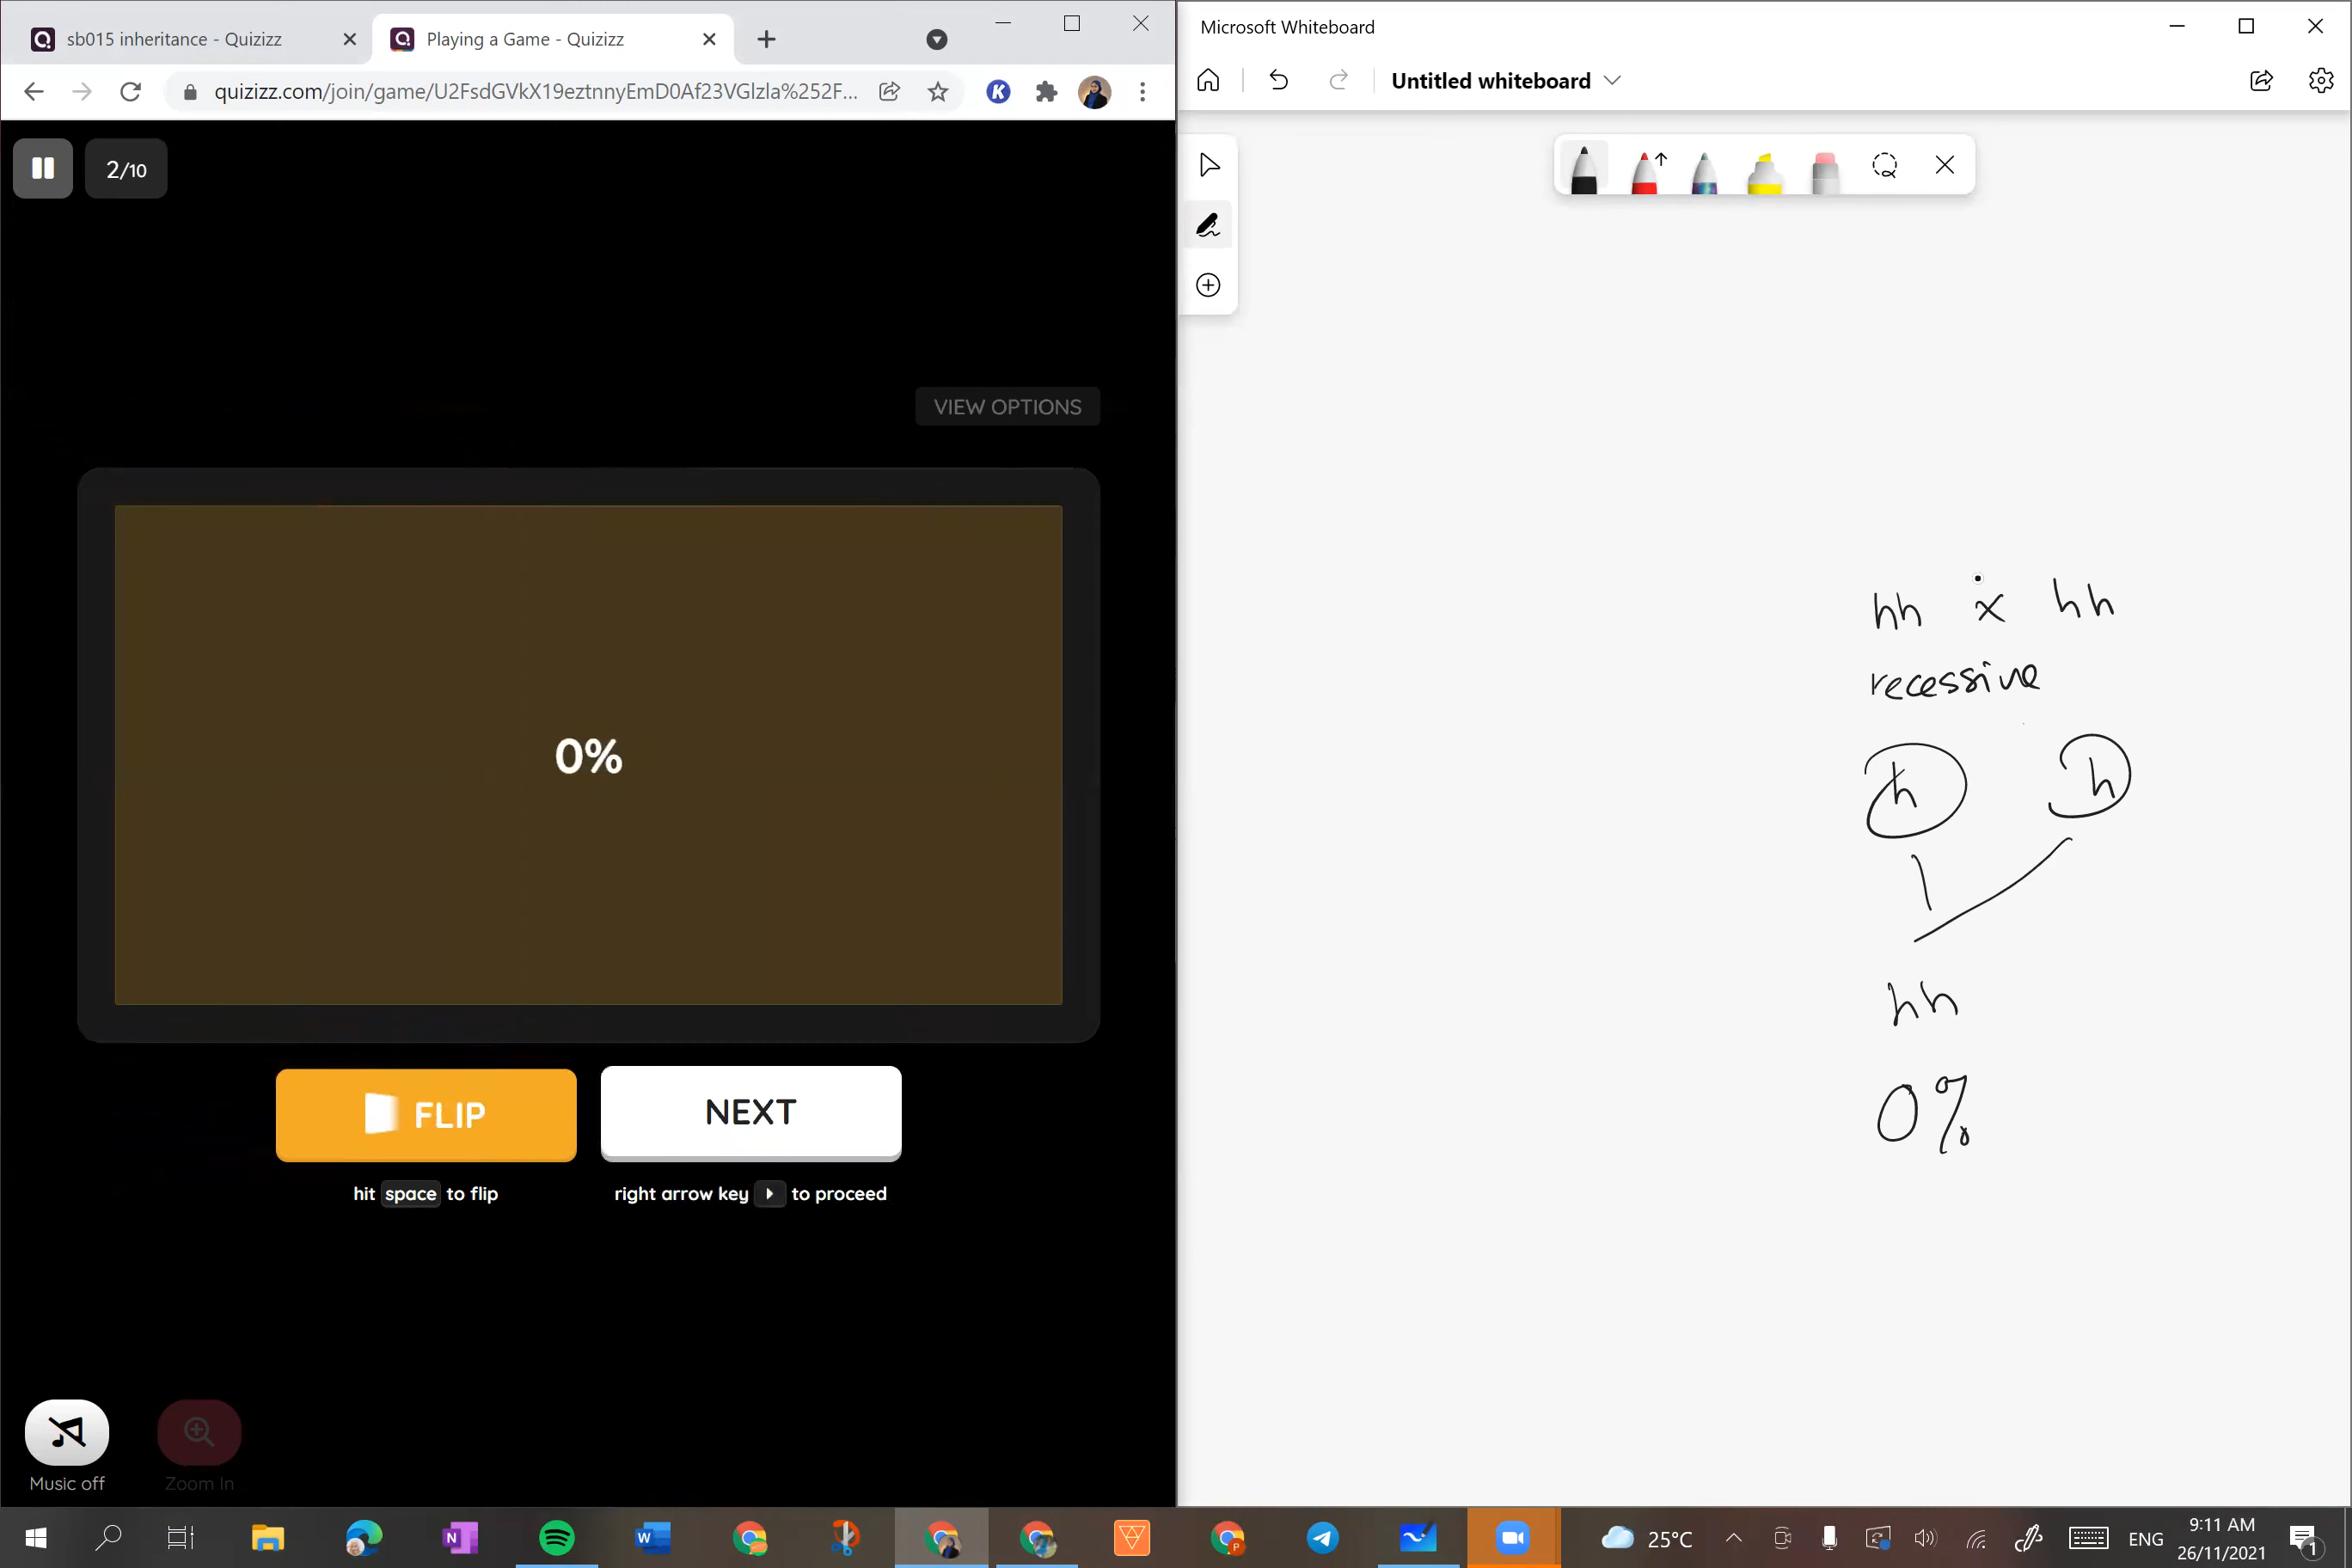 sb015 inheritance - Quizizz
Playing a Game - Quizizz
quizizz.com/join/game/U2FsdGVkX19eztnnyEmD0Af23VGlzla%252F...
2/10
VIEW OPTIONS
0%
FLIP
NEXT
hit space to flip
right arrow key to proceed
Music off
Zoom In
Microsoft Whiteboard
Untitled whiteboard
hh x hh
recessive
h h
hh
0%
25°C
ENG
9:11 AM
26/11/2021
1